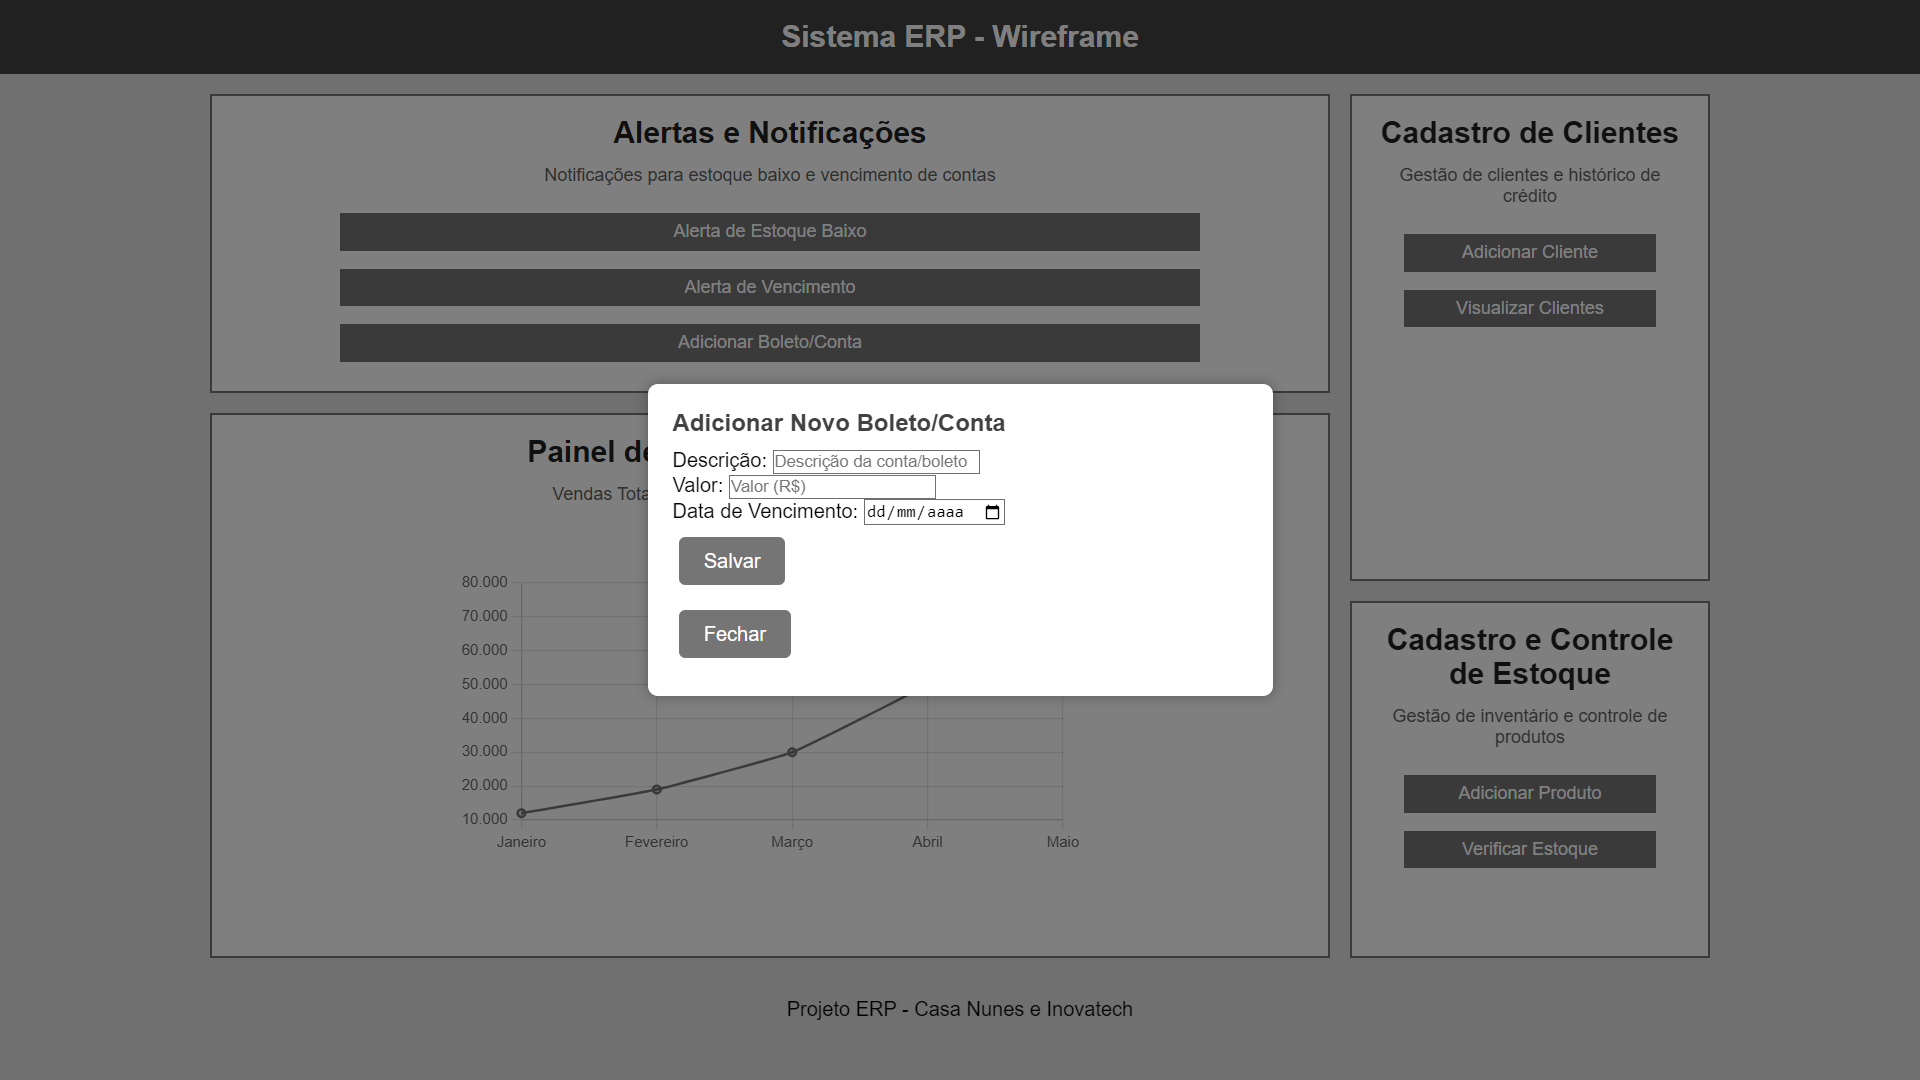 Sistema ERP - Wireframe
Alertas e Notificações
Notificações para estoque baixo e vencimento de contas
Alerta de Estoque Baixo
Alerta de Vencimento
Adicionar Boleto/Conta
Cadastro de Clientes
Gestão de clientes e histórico de
crédito
Adicionar Cliente
Visualizar Clientes
Adicionar Novo Boleto/Conta
Descrição: Descrição da conta/boleto
Valor: Valor (R$)
Data de Vencimento: dd/mm/aaaa
Salvar
Fechar
Painel
Vendas
80.000
70.000
60.000
50.000
40.000
30.000
20.000
10.000
Janeiro Fevereiro Março Abril Maio
Cadastro e Controle
de Estoque
Gestão de inventário e controle de
produtos
Adicionar Produto
Verificar Estoque
Projeto ERP - Casa Nunes e Inovatech